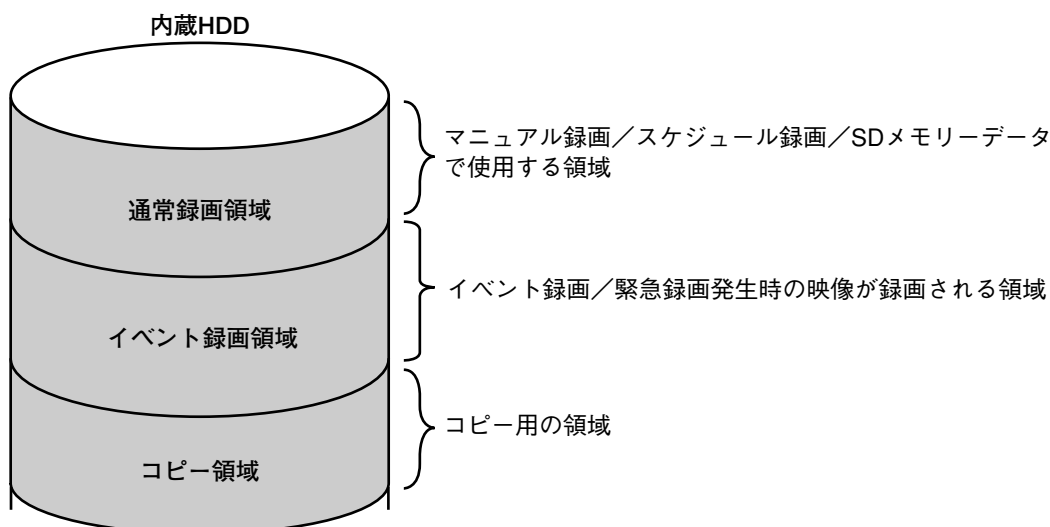 内蔵HDD
マニュアル録画／スケジュール録画／SDメモリーデータ
で使用する領域
通常録画領域
イベント録画／緊急録画発生時の映像が録画される領域
イベント録画領域
コピー用の領域
コピー領域